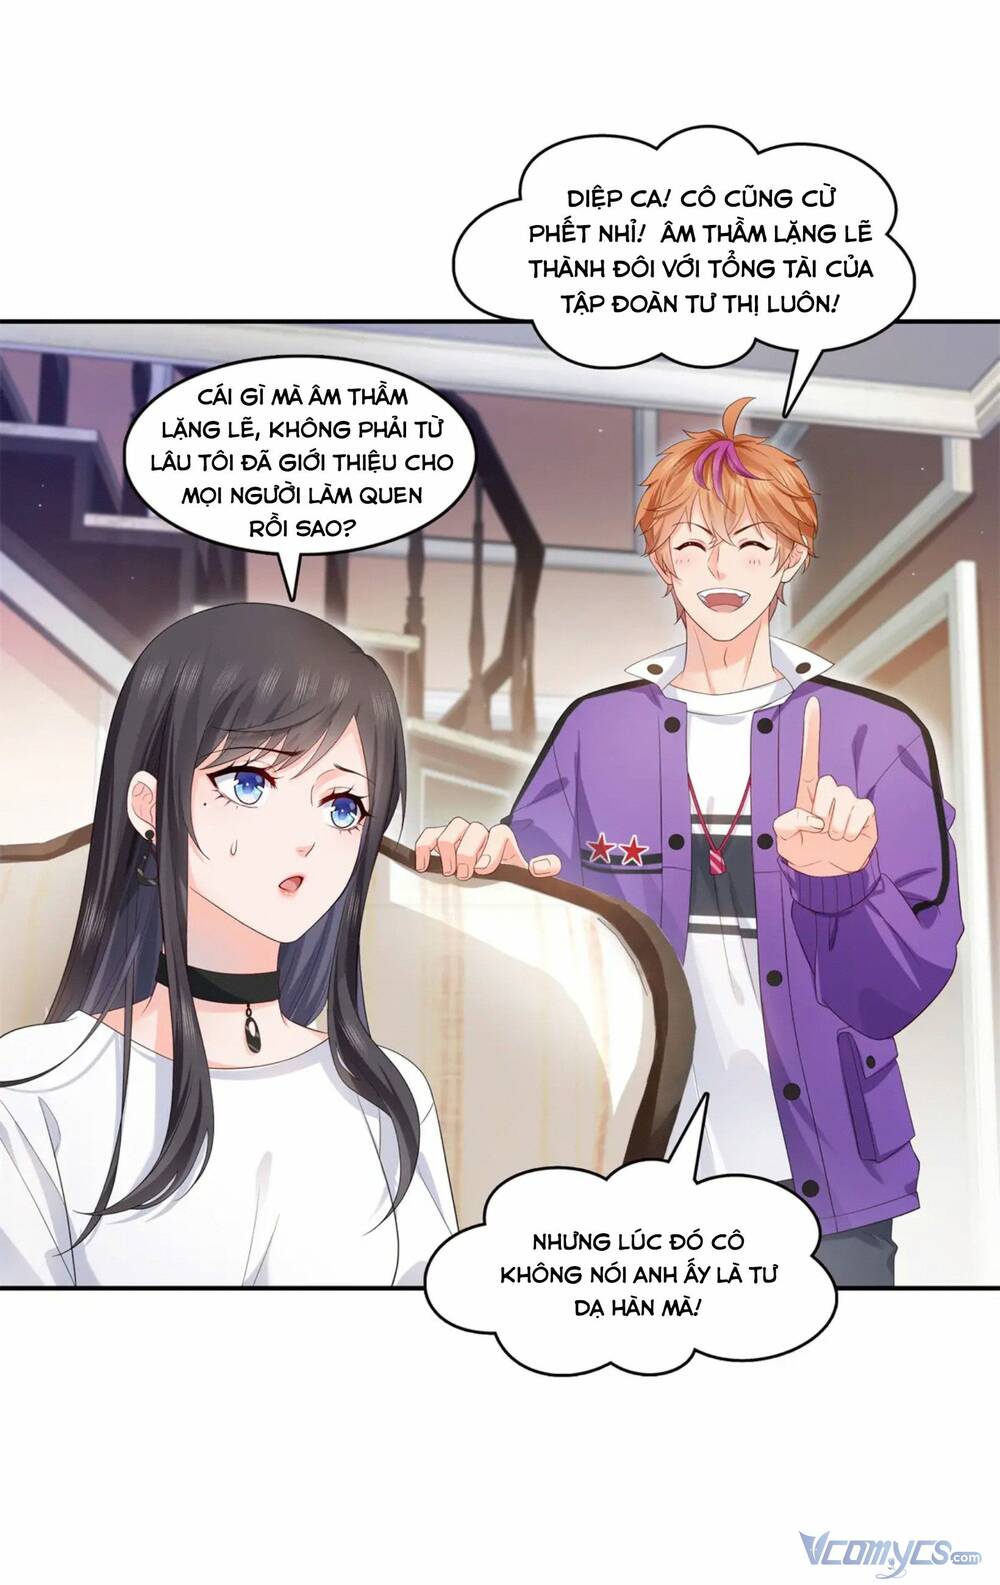 DIỆP CA! CÔ CŨNG CỪ
PHẾT NHỈ! ÂM THẦM LẶNG LẼ
THÀNH ĐÔI VỚI TỔNG TÀI CỦA
TẬP ĐOÀN TƯ THỊ LUÔN!
CÁI GÌ MÀ ÂM THẦM
LẶNG LẼ, KHÔNG PHẢI TỪ
LÂU TÔI ĐÃ GIỚI THIỆU CHO
MỌI NGƯỜI LÀM QUEN
RỒI SAO?
NHƯNG LÚC ĐÓ CÔ
KHÔNG NÓI ANH ẤY LÀ TƯ
DẠ HÀN MÀ!
VCOMYCS.com